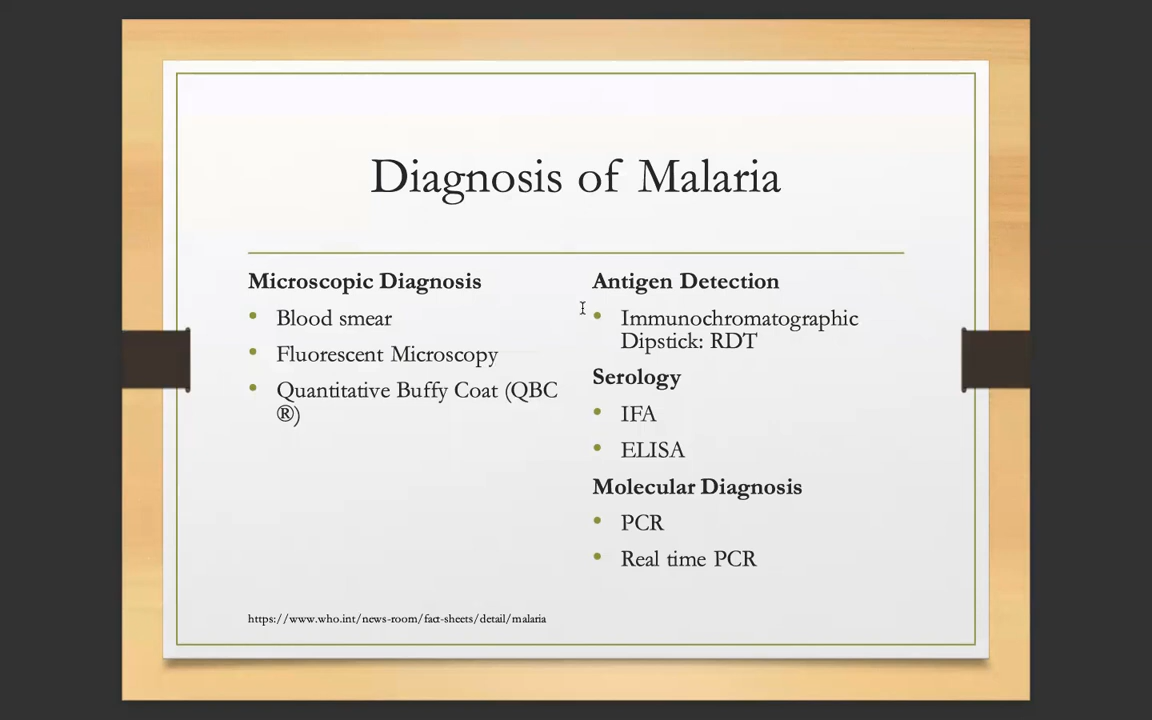 Diagnosis of Malaria
Microscopic Diagnosis
• Blood smear
• Fluorescent Microscopy
• Quantitative Buffy Coat (QBC
®)
Antigen Detection
• Immunochromatographic
Dipstick: RDT
Serology
• IFA
• ELISA
Molecular Diagnosis
• PCR
• Real time PCR
https://www.who.int/news-room/fact-sheets/detail/malaria